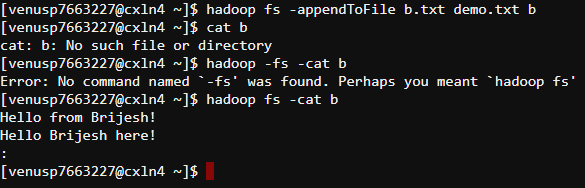 [venusp7663227@cxln4 ~]$ hadoop fs -appendToFile b.txt demo.txt b
[venusp7663227@cxln4 ~]$ cat b
cat: b: No such file or directory
[venusp7663227@cxln4 ~]$ hadoop -fs -cat b
Error: No command named `-fs' was found. Perhaps you meant `hadoop fs'
[venusp7663227@cxln4 ~]$ hadoop fs -cat b
Hello from Brijesh!
Hello Brijesh here!
:
[venusp7663227@cxln4 ~]$